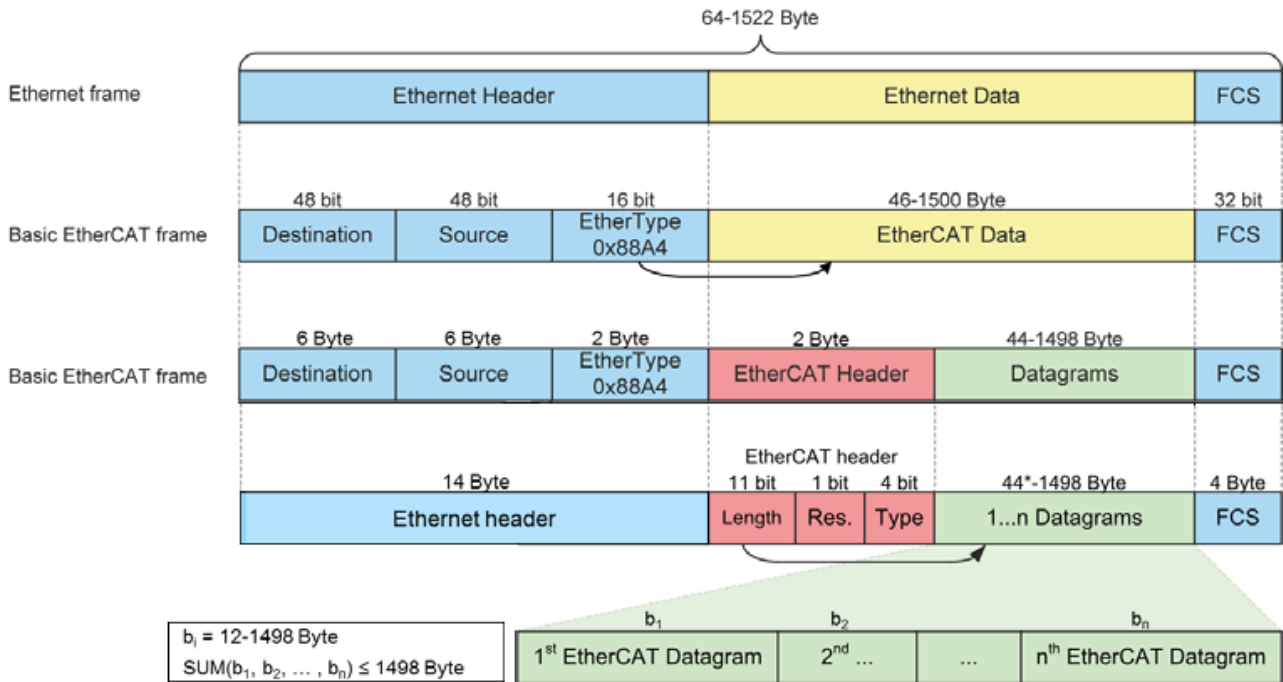 64-1522 Byte
Ethernet frame
Ethernet Header
Ethernet Data
FCS
48 bit
48 bit
16 bit
46-1500 Byte
32 bit
Basic EtherCAT frame
Destination
Source
EtherType
0x88A4
EtherCAT Data
FCS
6 Byte
6 Byte
2 Byte
2 Byte
44-1498 Byte
Basic EtherCAT frame
Destination
Source
EtherType
0x88A4
EtherCAT Header
Datagrams
FCS
EtherCAT header
14 Byte
11 bit
1 bit
4 bit
44*-1498 Byte
4 Byte
Ethernet header
Length
Res.
Type
1...n Datagrams
FCS
bᵢ = 12-1498 Byte
SUM(b₁, b₂, … , bₙ) ≤ 1498 Byte
b₁
b₂
bₙ
1ˢᵗ EtherCAT Datagram
2ⁿᵈ ...
...
nᵗʰ EtherCAT Datagram